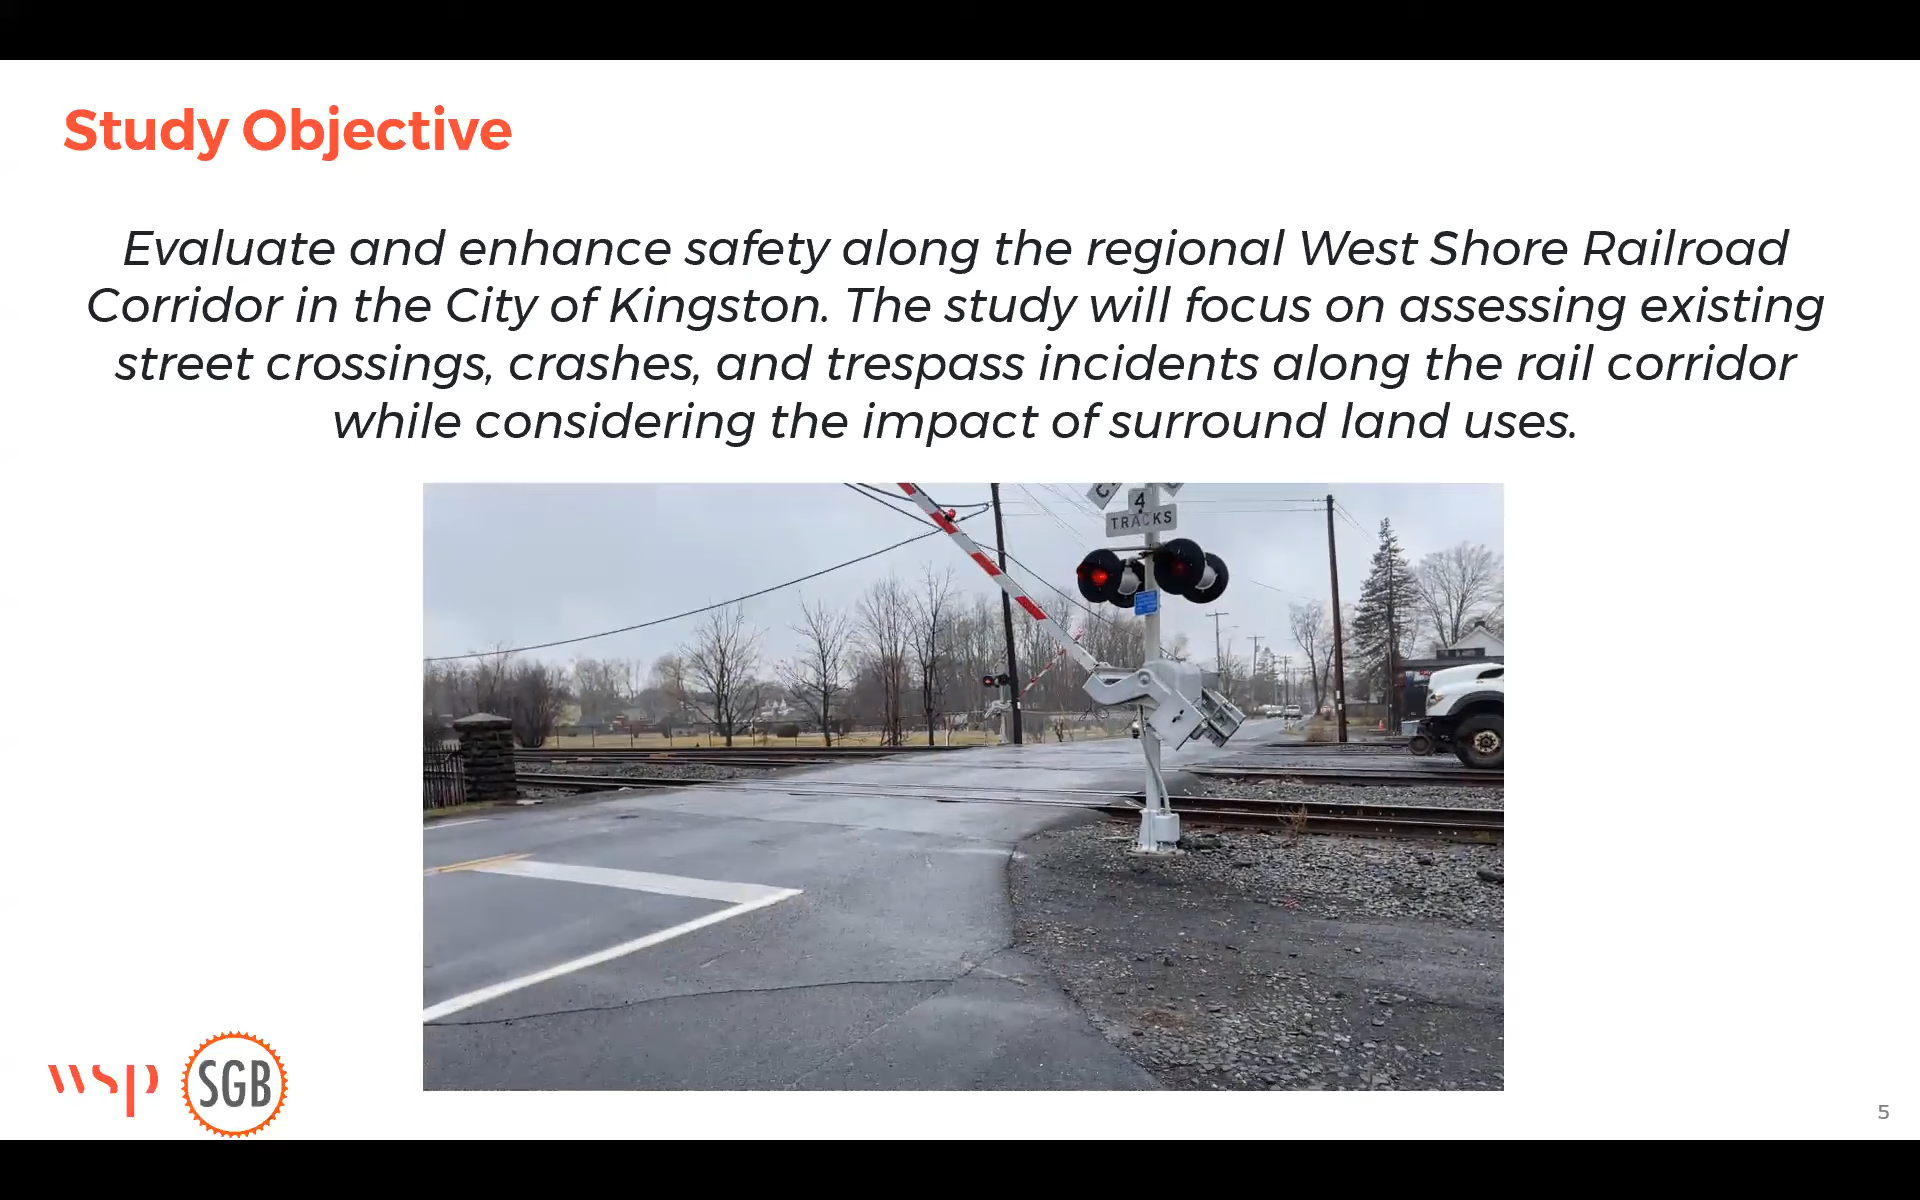 Study Objective
Evaluate and enhance safety along the regional West Shore Railroad
Corridor in the City of Kingston. The study will focus on assessing existing
street crossings, crashes, and trespass incidents along the rail corridor
while considering the impact of surround land uses.
4
TRACKS
wsp
SGB
5